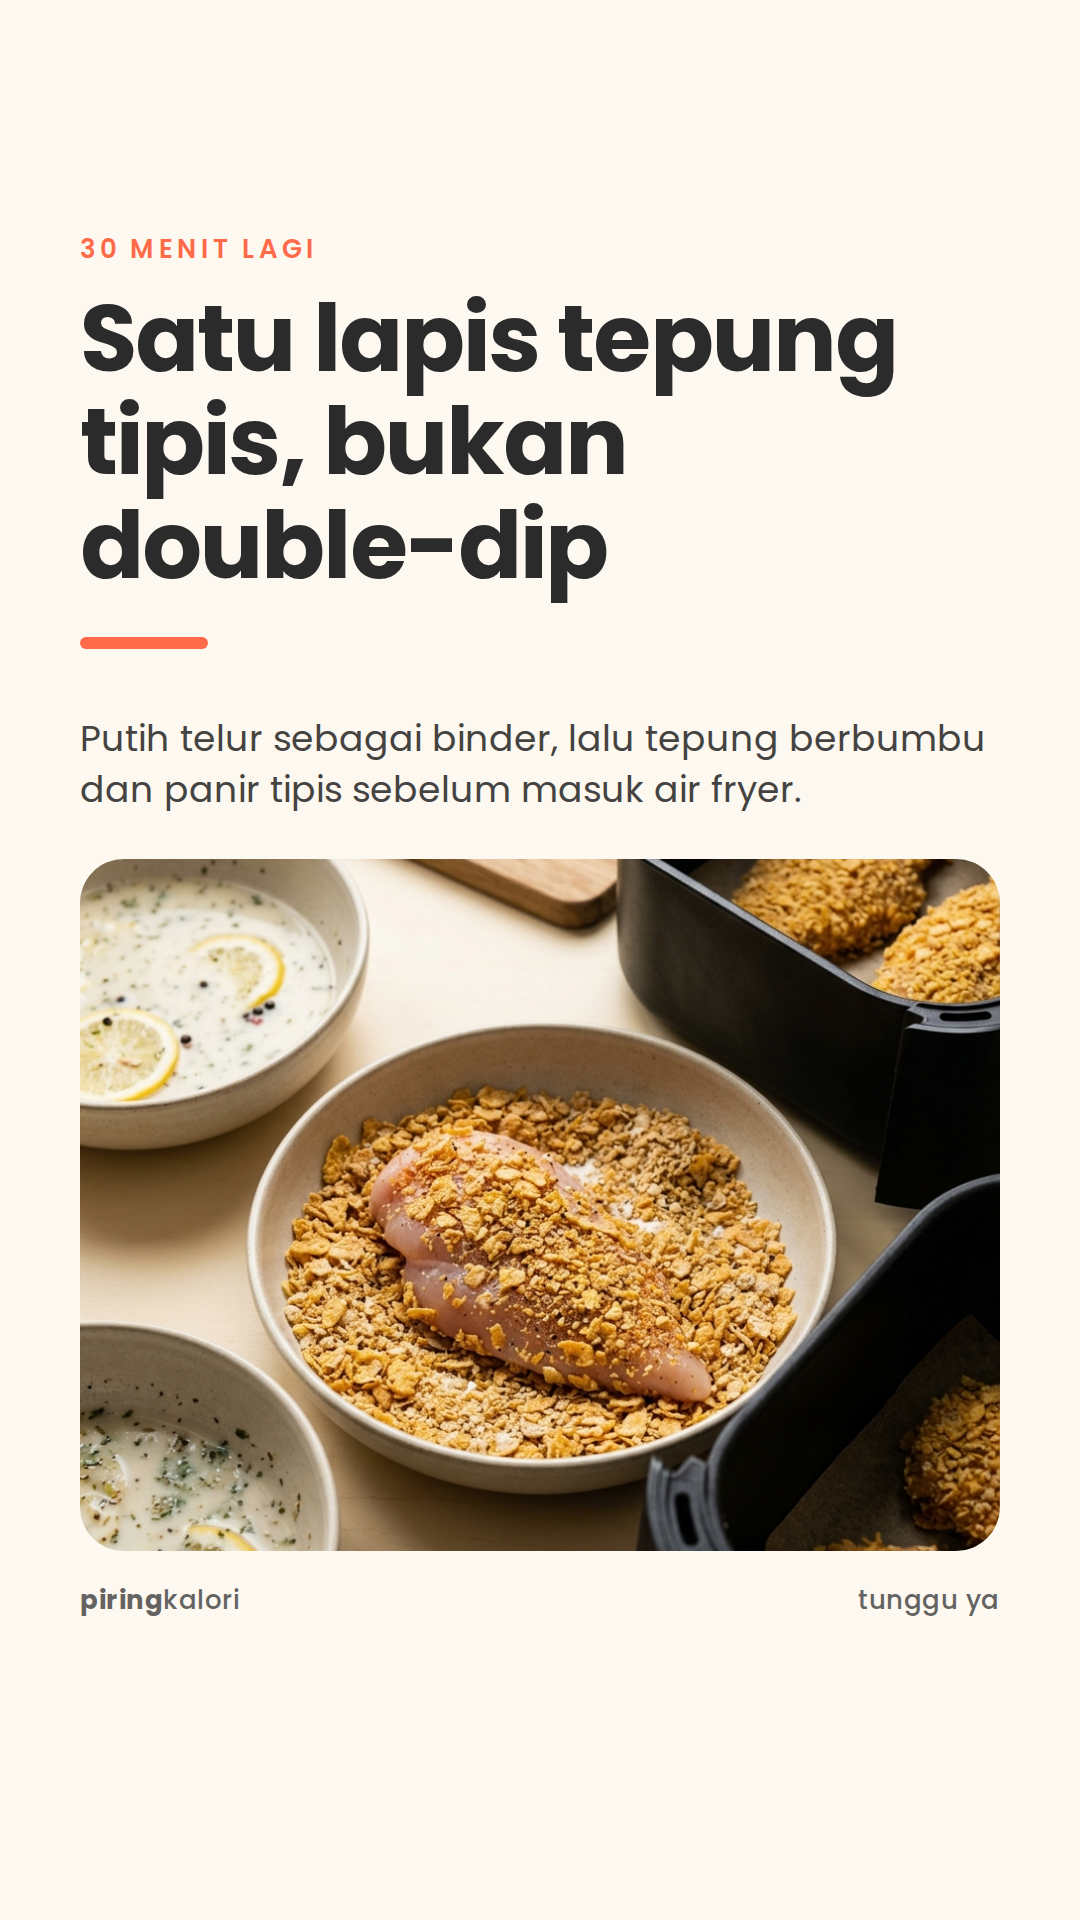 30 MENIT LAGI
Satu lapis tepung
tipis, bukan
double-dip
Putih telur sebagai binder, lalu tepung berbumbu
dan panir tipis sebelum masuk air fryer.
piringkalori
tunggu ya